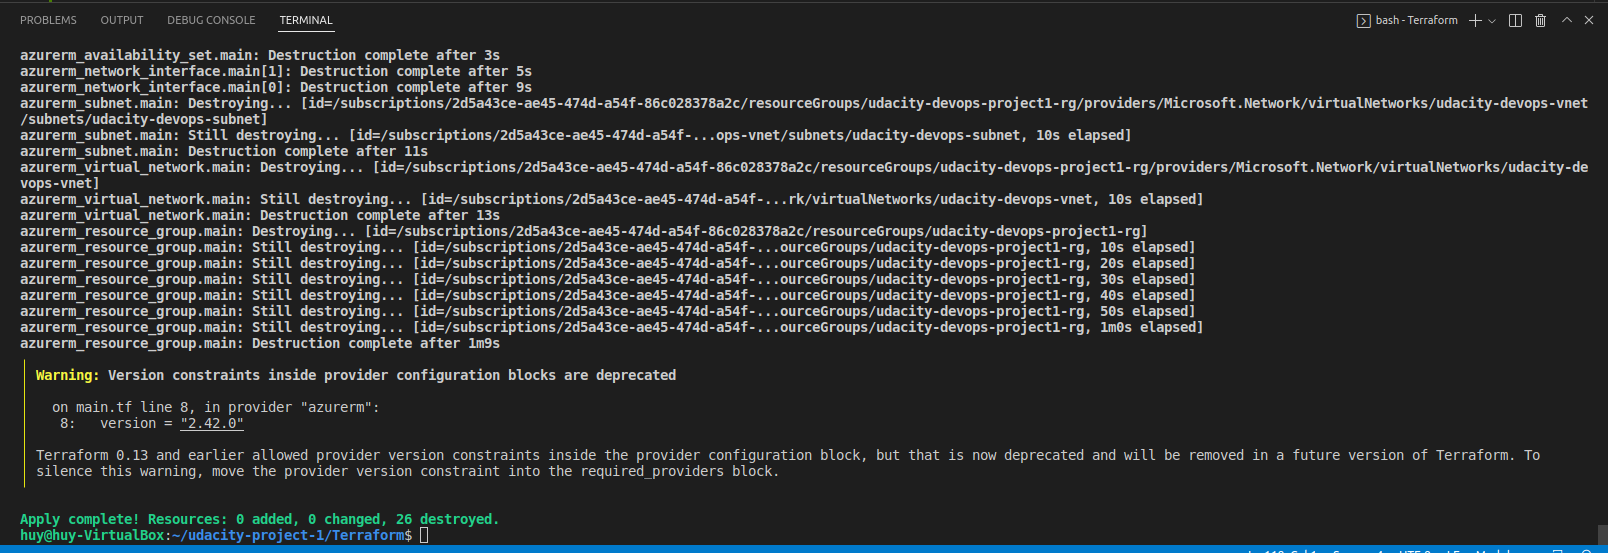 PROBLEMS OUTPUT DEBUG CONSOLE TERMINAL bash - Terraform
azurerm_availability_set.main: Destruction complete after 3s
azurerm_network_interface.main[1]: Destruction complete after 5s
azurerm_network_interface.main[0]: Destruction complete after 9s
azurerm_subnet.main: Destroying... [id=/subscriptions/2d5a43ce-ae45-474d-a54f-86c028378a2c/resourceGroups/udacity-devops-project1-rg/providers/Microsoft.Network/virtualNetworks/udacity-devops-vnet
/subnets/udacity-devops-subnet]
azurerm_subnet.main: Still destroying... [id=/subscriptions/2d5a43ce-ae45-474d-a54f-...ops-vnet/subnets/udacity-devops-subnet, 10s elapsed]
azurerm_subnet.main: Destruction complete after 11s
azurerm_virtual_network.main: Destroying... [id=/subscriptions/2d5a43ce-ae45-474d-a54f-86c028378a2c/resourceGroups/udacity-devops-project1-rg/providers/Microsoft.Network/virtualNetworks/udacity-de
vops-vnet]
azurerm_virtual_network.main: Still destroying... [id=/subscriptions/2d5a43ce-ae45-474d-a54f-...rk/virtualNetworks/udacity-devops-vnet, 10s elapsed]
azurerm_virtual_network.main: Destruction complete after 13s
azurerm_resource_group.main: Destroying... [id=/subscriptions/2d5a43ce-ae45-474d-a54f-86c028378a2c/resourceGroups/udacity-devops-project1-rg]
azurerm_resource_group.main: Still destroying... [id=/subscriptions/2d5a43ce-ae45-474d-a54f-...ourceGroups/udacity-devops-project1-rg, 10s elapsed]
azurerm_resource_group.main: Still destroying... [id=/subscriptions/2d5a43ce-ae45-474d-a54f-...ourceGroups/udacity-devops-project1-rg, 20s elapsed]
azurerm_resource_group.main: Still destroying... [id=/subscriptions/2d5a43ce-ae45-474d-a54f-...ourceGroups/udacity-devops-project1-rg, 30s elapsed]
azurerm_resource_group.main: Still destroying... [id=/subscriptions/2d5a43ce-ae45-474d-a54f-...ourceGroups/udacity-devops-project1-rg, 40s elapsed]
azurerm_resource_group.main: Still destroying... [id=/subscriptions/2d5a43ce-ae45-474d-a54f-...ourceGroups/udacity-devops-project1-rg, 50s elapsed]
azurerm_resource_group.main: Still destroying... [id=/subscriptions/2d5a43ce-ae45-474d-a54f-...ourceGroups/udacity-devops-project1-rg, 1m0s elapsed]
azurerm_resource_group.main: Destruction complete after 1m9s
Warning: Version constraints inside provider configuration blocks are deprecated
on main.tf line 8, in provider "azurerm":
8: version = "2.42.0"
Terraform 0.13 and earlier allowed provider version constraints inside the provider configuration block, but that is now deprecated and will be removed in a future version of Terraform. To
silence this warning, move the provider version constraint into the required_providers block.
Apply complete! Resources: 0 added, 0 changed, 26 destroyed.
huy@huy-VirtualBox:~/udacity-project-1/Terraform$